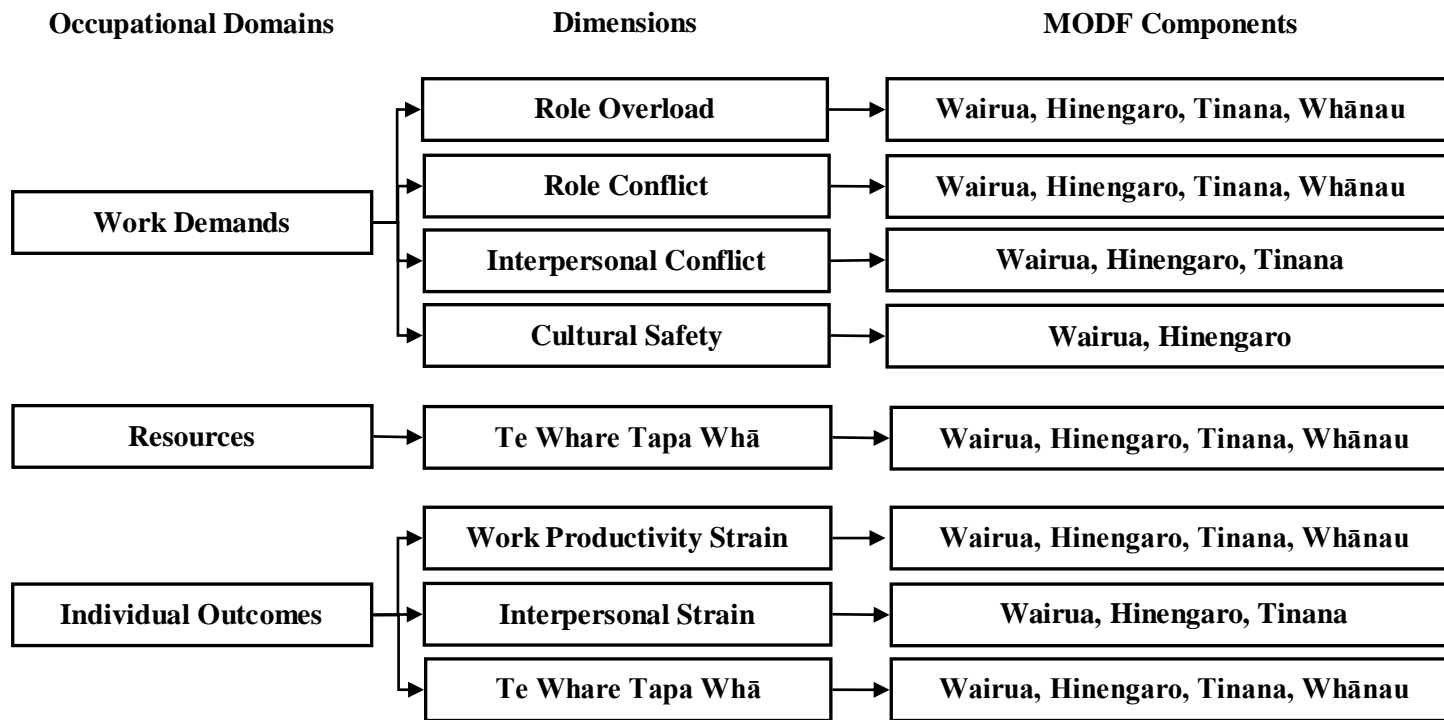 Occupational Domains
Dimensions
MODF Components
Work Demands
Role Overload
Wairua, Hinengaro, Tinana, Whānau
Role Conflict
Wairua, Hinengaro, Tinana, Whānau
Interpersonal Conflict
Wairua, Hinengaro, Tinana
Cultural Safety
Wairua, Hinengaro
Resources
Te Whare Tapa Whā
Wairua, Hinengaro, Tinana, Whānau
Individual Outcomes
Work Productivity Strain
Wairua, Hinengaro, Tinana, Whānau
Interpersonal Strain
Wairua, Hinengaro, Tinana
Te Whare Tapa Whā
Wairua, Hinengaro, Tinana, Whānau